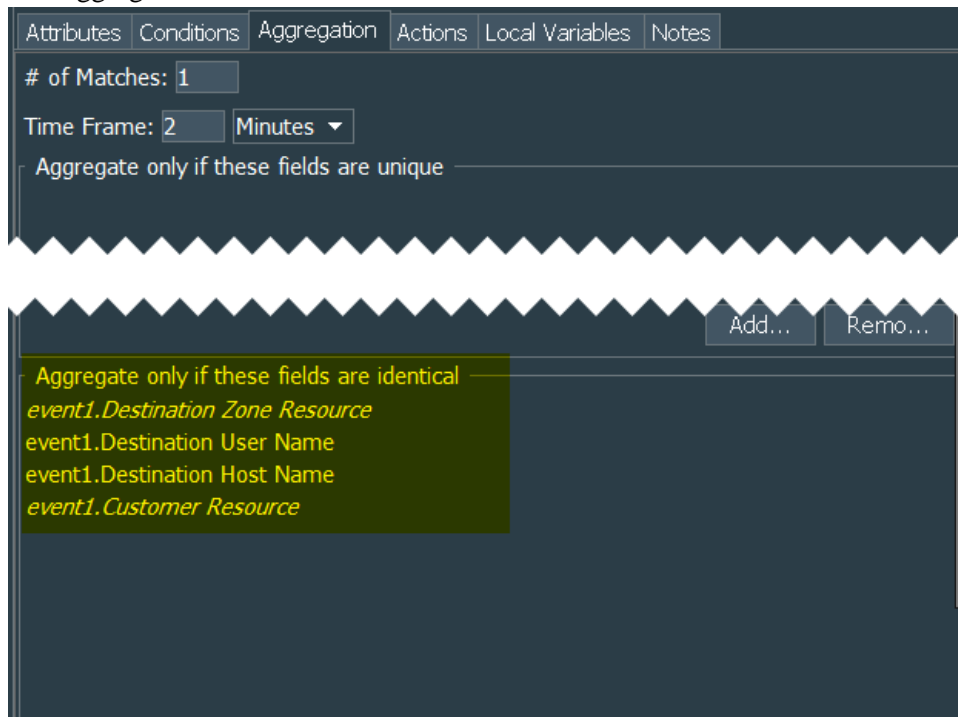 Attributes Conditions Aggregation Actions Local Variables Notes
# of Matches: 1
Time Frame: 2 Minutes
Aggregate only if these fields are unique
Add... Remo...
Aggregate only if these fields are identical
event1.Destination Zone Resource
event1.Destination User Name
event1.Destination Host Name
event1.Customer Resource